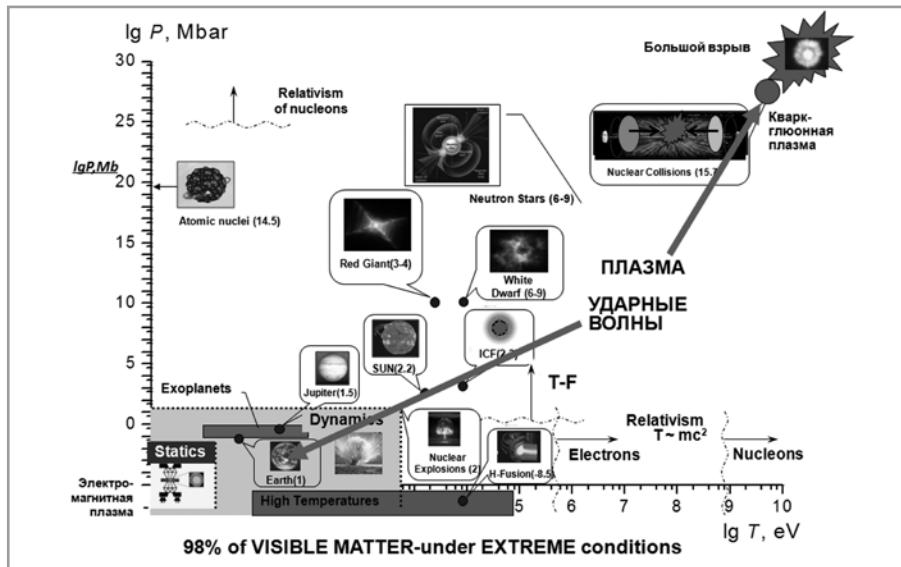 lg P, Mbar
30
25
20
15
10
0
lgP,Mb
Relativism
of nucleons
Atomic nuclei (14.5)
Большой взрыв
Кварк-
глюонная
плазма
Nuclear Collisions (15.7
Neutron Stars (6-9)
Red Giant(3-4)
White
Dwarf (6-9)
ПЛАЗМА
УДАРНЫЕ
ВОЛНЫ
SUN(2.2)
T-F
Exoplanets
Jupiter(1.5)
Dynamics
Statics
Earth(1)
Nuclear
Explosions (2)
H-Fusion(-8.5)
Electrons
Relativism
T~ mc²
Nucleons
Электро-
магнитная
плазма
High Temperatures
5
6
7
8
9
10
lg T, eV
98% of VISIBLE MATTER-under EXTREME conditions